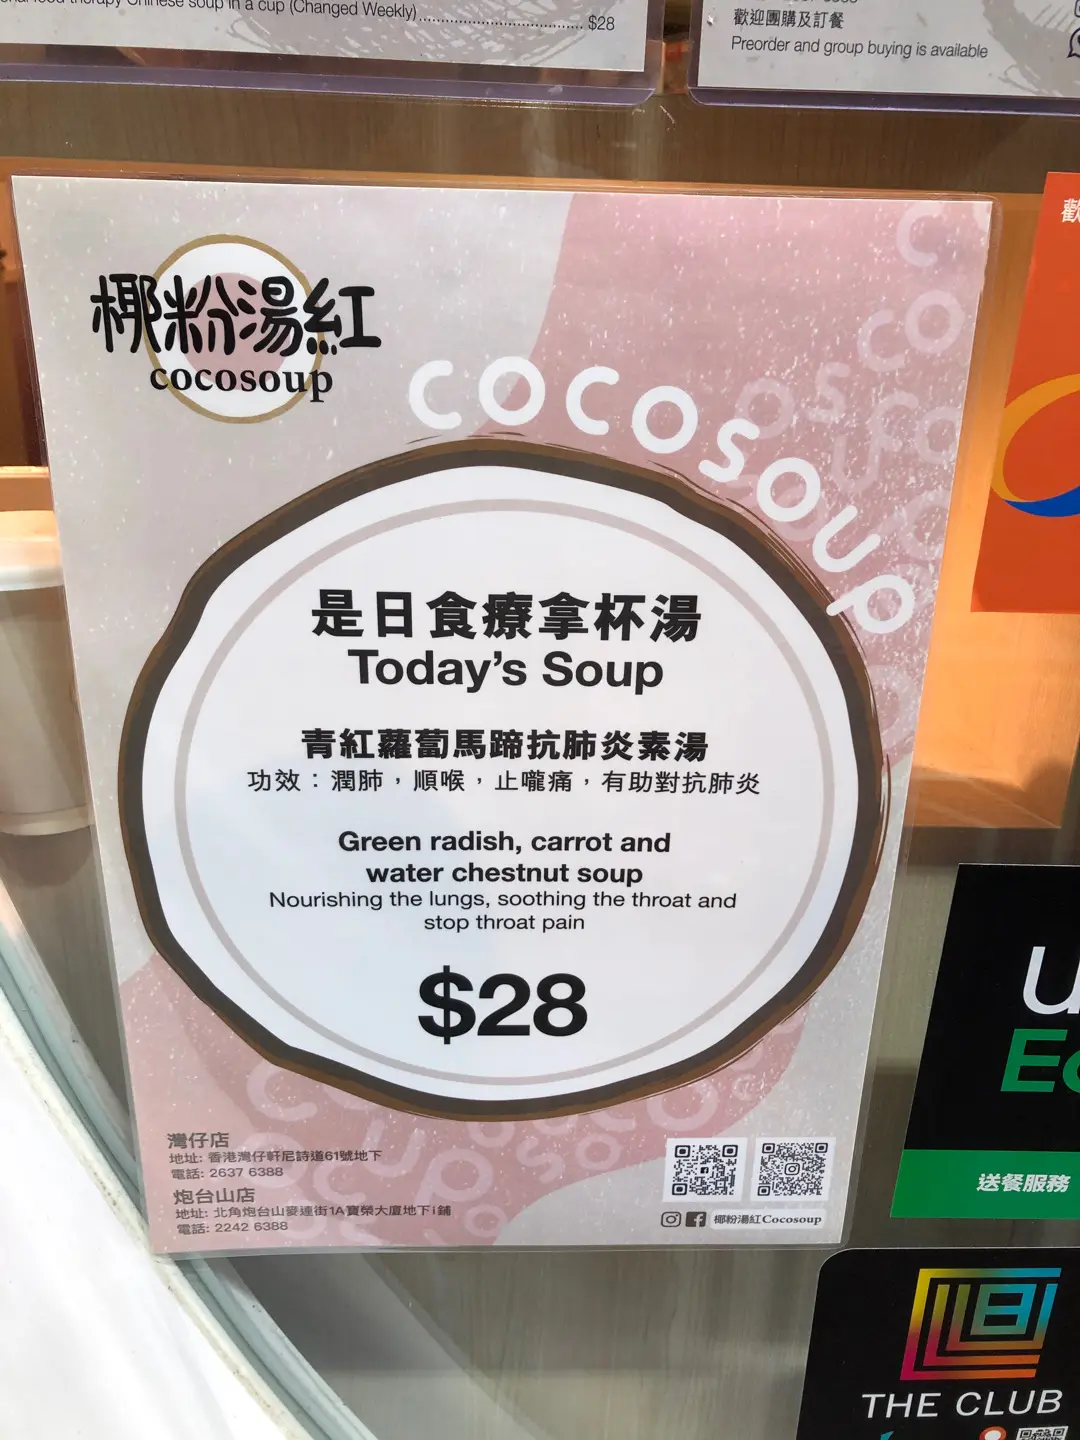 food therapy Chinese soup in a cup (Changed Weekly) $28
歡迎團購及訂餐
Preorder and group buying is available
椰粉湯紅
cocosoup
cocosoup
是日食療拿杯湯
Today's Soup
青紅蘿蔔馬蹄抗肺炎素湯
功效：潤肺，順喉，止嚨痛，有助對抗肺炎
Green radish, carrot and
water chestnut soup
Nourishing the lungs, soothing the throat and
stop throat pain
$28
灣仔店
地址: 香港灣仔軒尼詩道61號地下
電話: 2637 6388
炮台山店
地址: 北角炮台山麥連街1A寶榮大廈地下i鋪
電話: 2242 6388
椰粉湯紅Cocosoup
歡
送餐服務
THE CLUB